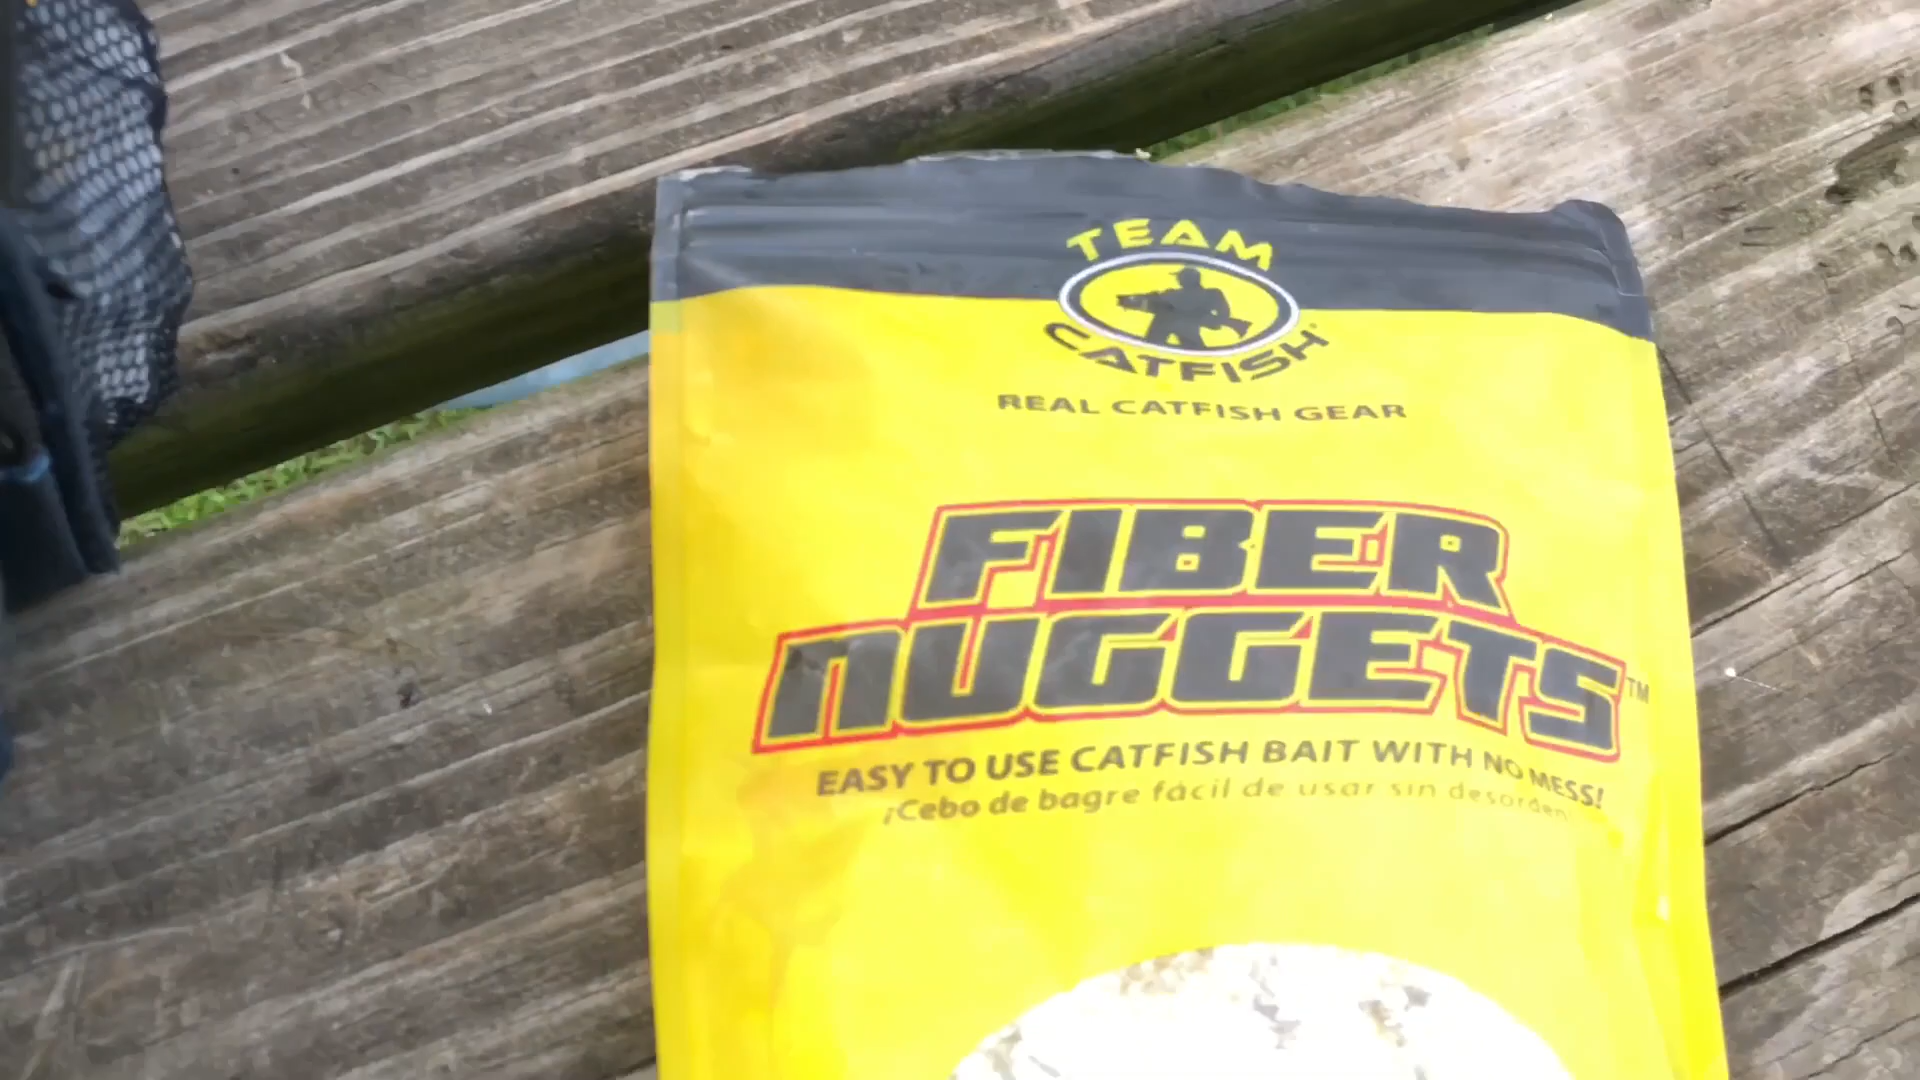 TEAM
CATFISH®
REAL CATFISH GEAR
FIBER
NUGGETS™
EASY TO USE CATFISH BAIT WITH NO MESS!
¡Cebo de bagre fácil de usar sin desorden!